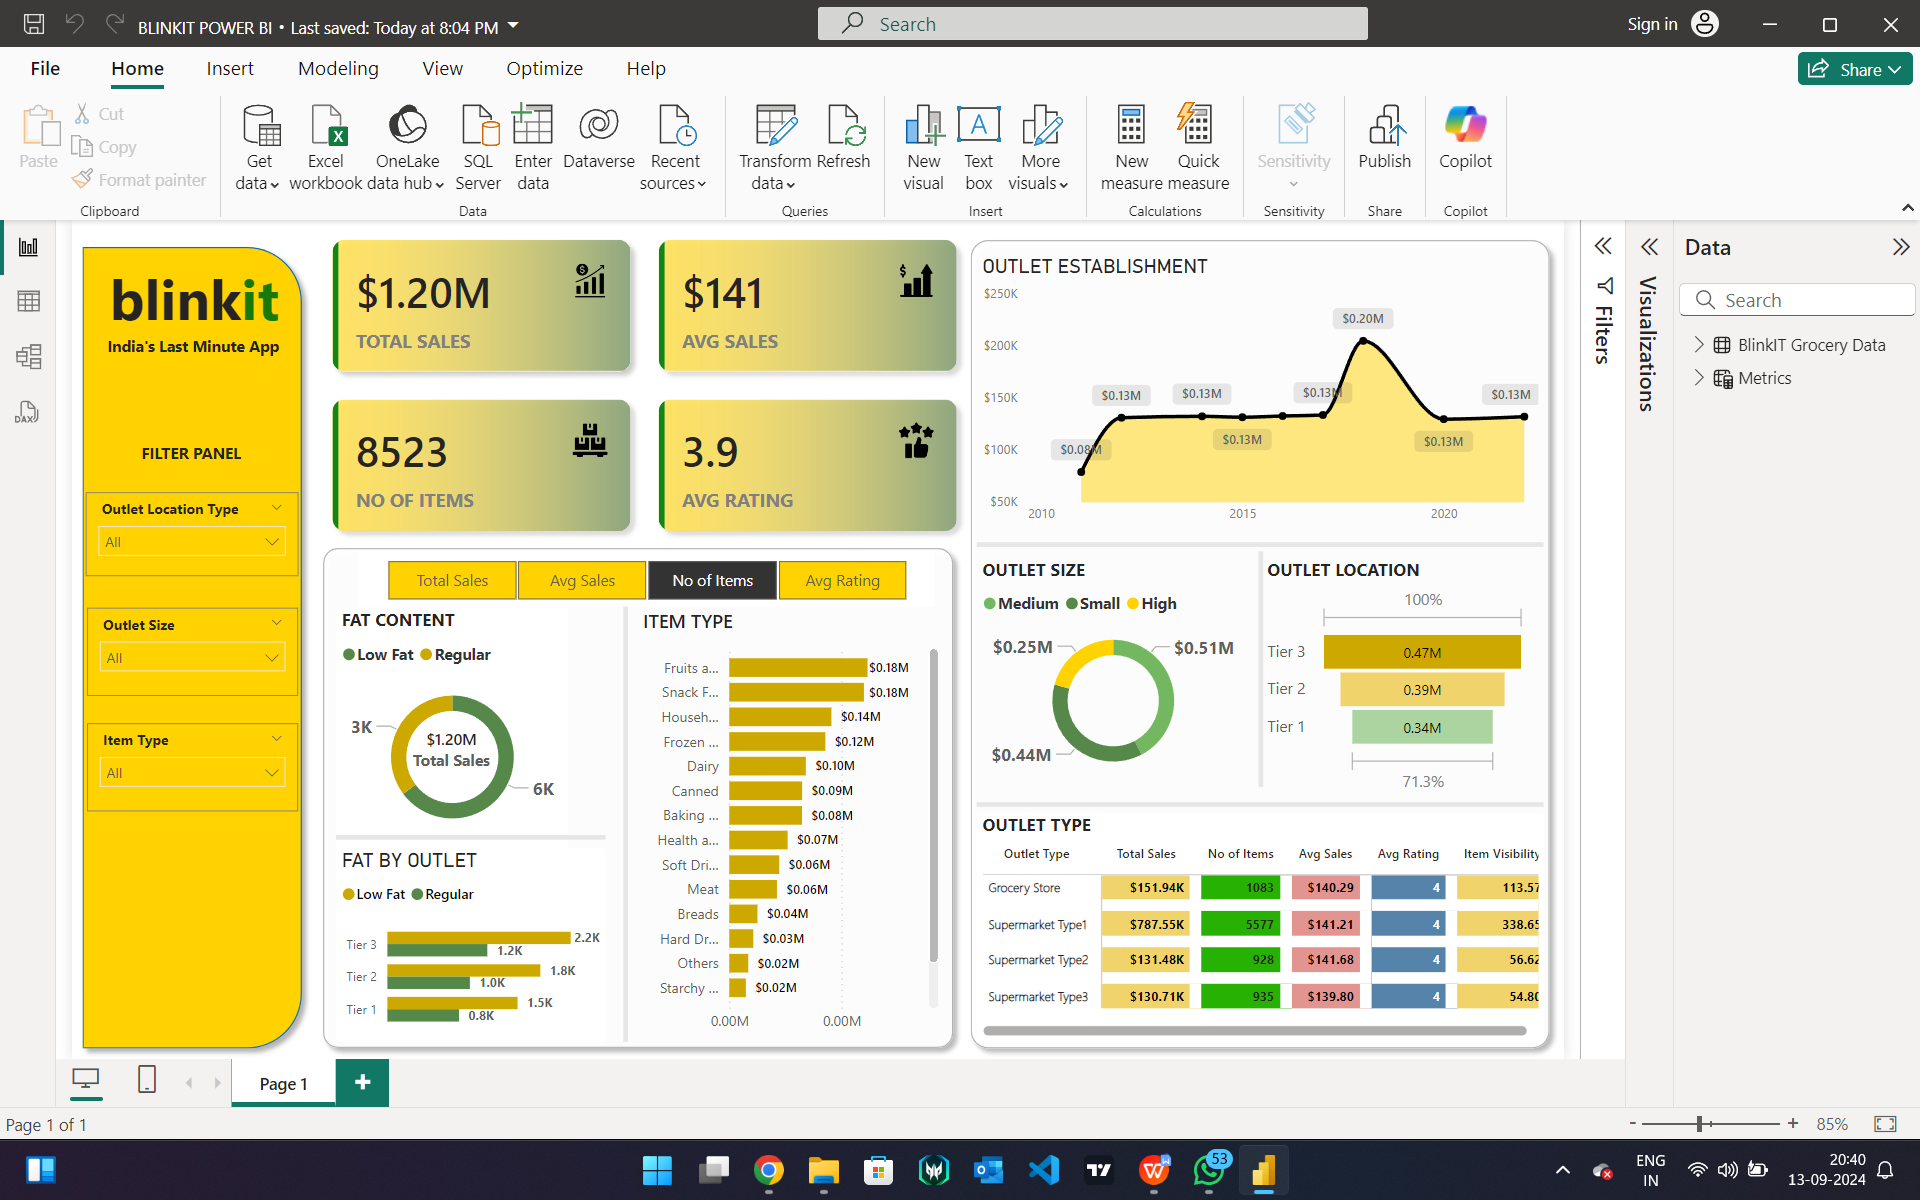 BLINKIT POWER BI • Last saved: Today at 8:04 PM
Search
Sign in
File
Home
Insert
Modeling
View
Optimize
Help
Share
Paste
Cut
Copy
Format painter
Clipboard
Get data
Excel workbook
OneLake data hub
SQL Server
Enter data
Dataverse
Recent sources
Data
Transform data
Refresh
Queries
New visual
Text box
More visuals
Insert
New measure
Quick measure
Calculations
Sensitivity
Sensitivity
Publish
Share
Copilot
Copilot
DAX
blinkit
India's Last Minute App
FILTER PANEL
Outlet Location Type
All
Outlet Size
All
Item Type
All
$1.20M
TOTAL SALES
$141
AVG SALES
8523
NO OF ITEMS
3.9
AVG RATING
Total Sales
Avg Sales
No of Items
Avg Rating
FAT CONTENT
Low Fat
Regular
3K
$1.20M
Total Sales
6K
FAT BY OUTLET
Low Fat
Regular
Tier 3
2.2K
1.2K
Tier 2
1.8K
1.0K
Tier 1
1.5K
0.8K
ITEM TYPE
Fruits a... $0.18M
Snack F... $0.18M
Househ... $0.14M
Frozen ... $0.12M
Dairy $0.10M
Canned $0.09M
Baking ... $0.08M
Health a... $0.07M
Soft Dri... $0.06M
Meat $0.06M
Breads $0.04M
Hard Dr... $0.03M
Others $0.02M
Starchy ... $0.02M
0.00M 0.00M
OUTLET ESTABLISHMENT
$250K
$200K
$150K
$100K
$50K
$0.08M
$0.13M
$0.13M
$0.13M
$0.13M
$0.20M
$0.13M
$0.13M
2010 2015 2020
OUTLET SIZE
Medium
Small
High
$0.25M
$0.51M
$0.44M
OUTLET LOCATION
100%
Tier 3 0.47M
Tier 2 0.39M
Tier 1 0.34M
71.3%
OUTLET TYPE
Outlet Type Total Sales No of Items Avg Sales Avg Rating Item Visibility
Grocery Store $151.94K 1083 $140.29 4 113.57
Supermarket Type1 $787.55K 5577 $141.21 4 338.65
Supermarket Type2 $131.48K 928 $141.68 4 56.62
Supermarket Type3 $130.71K 935 $139.80 4 54.80
Filters
Visualizations
Data
Search
BlinkIT Grocery Data
Metrics
Page 1
Page 1 of 1
- + 85%
53
ENG
IN
20:40
13-09-2024